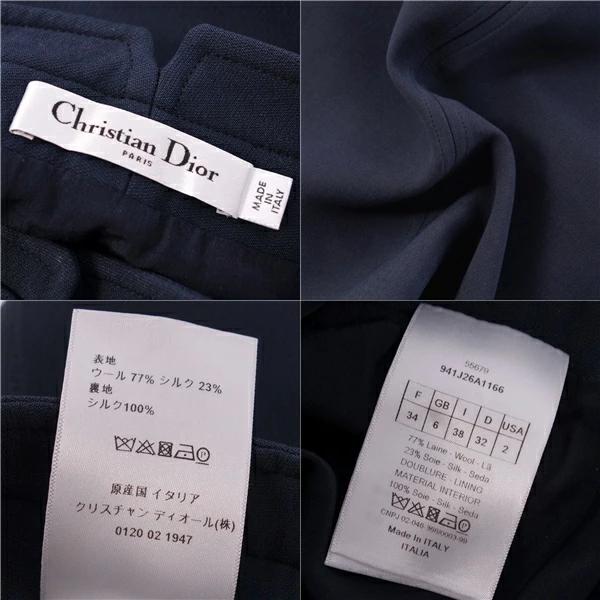 Christian Dior
PARIS
MADE
IN
ITALY
表地
ウール 77% シルク 23%
裏地
シルク100%
P
原産国 イタリア
クリスチャン ディオール(株)
0120 02 1947
55679
941J26A1166
F GB I D USA
34 6 38 32 2
77% Laine - Wool - Lã
23% Soie - Silk - Seda
DOUBLURE - LINING
MATERIAL INTERIOR
100% Soie - Silk - Seda
P
Made In ITALY
ITALIA